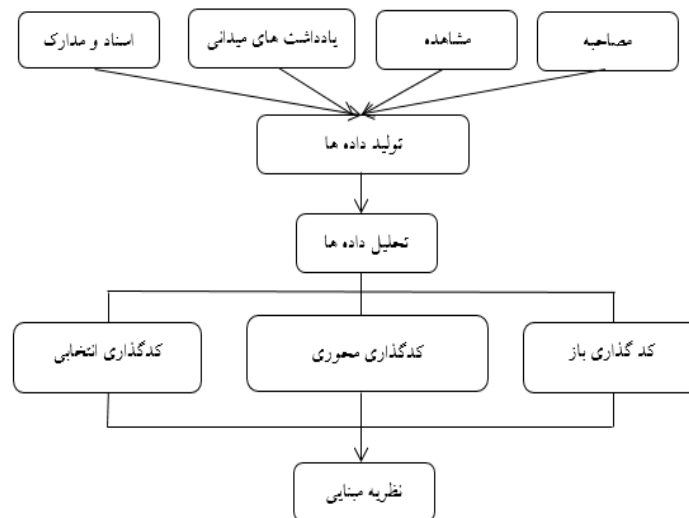 مصاحبه
مشاهده
یادداشت های میدانی
اسناد و مدارک
تولید داده ها
تحلیل داده ها
کد گذاری باز
کدگذاری محوری
کدگذاری انتخابی
نظریه مبنایی